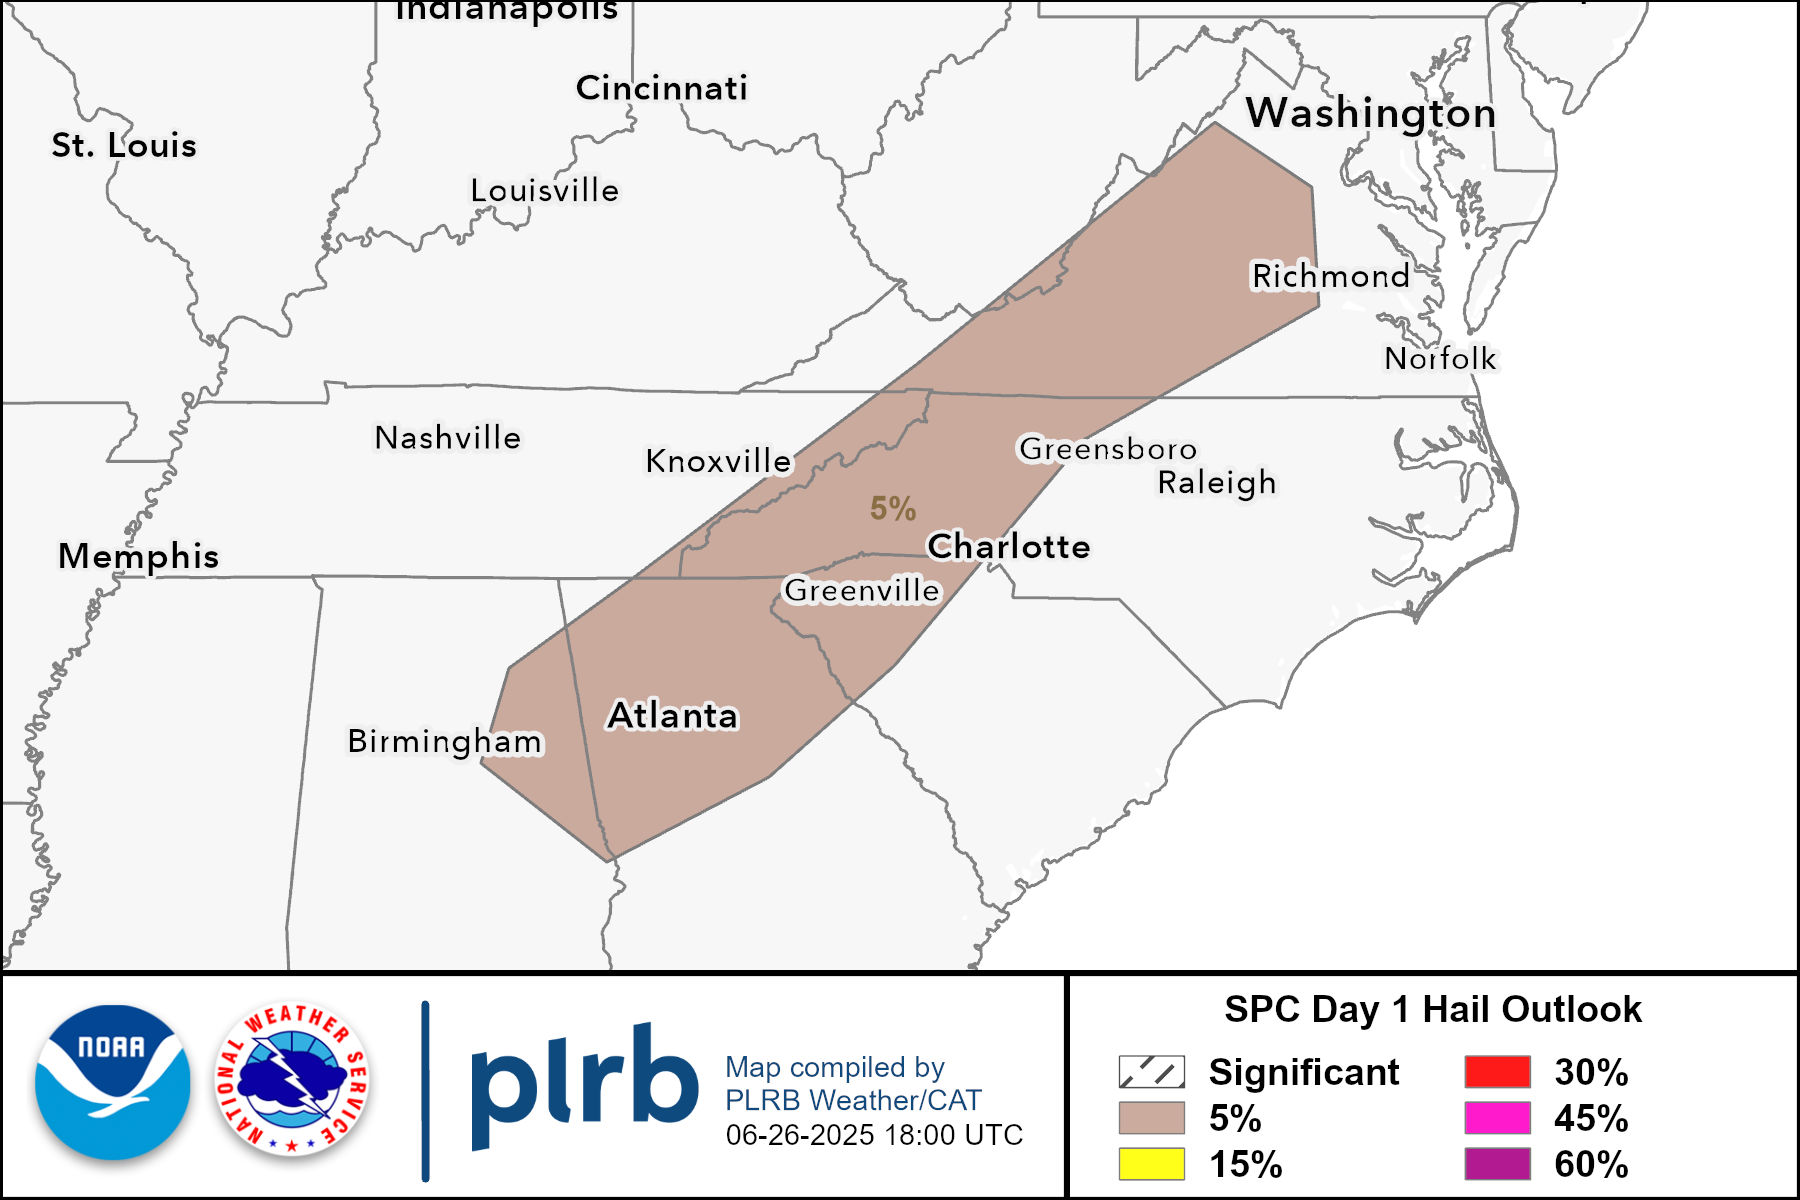 Indianapolis
Cincinnati
Washington
St. Louis
Louisville
Richmond
Norfolk
Nashville
Knoxville
Greensboro
Raleigh
5%
Memphis
Charlotte
Greenville
Atlanta
Birmingham
NOAA
NATIONAL WEATHER SERVICE
plrb
Map compiled by
PLRB Weather/CAT
06-26-2025 18:00 UTC
SPC Day 1 Hail Outlook
Significant
5%
15%
30%
45%
60%